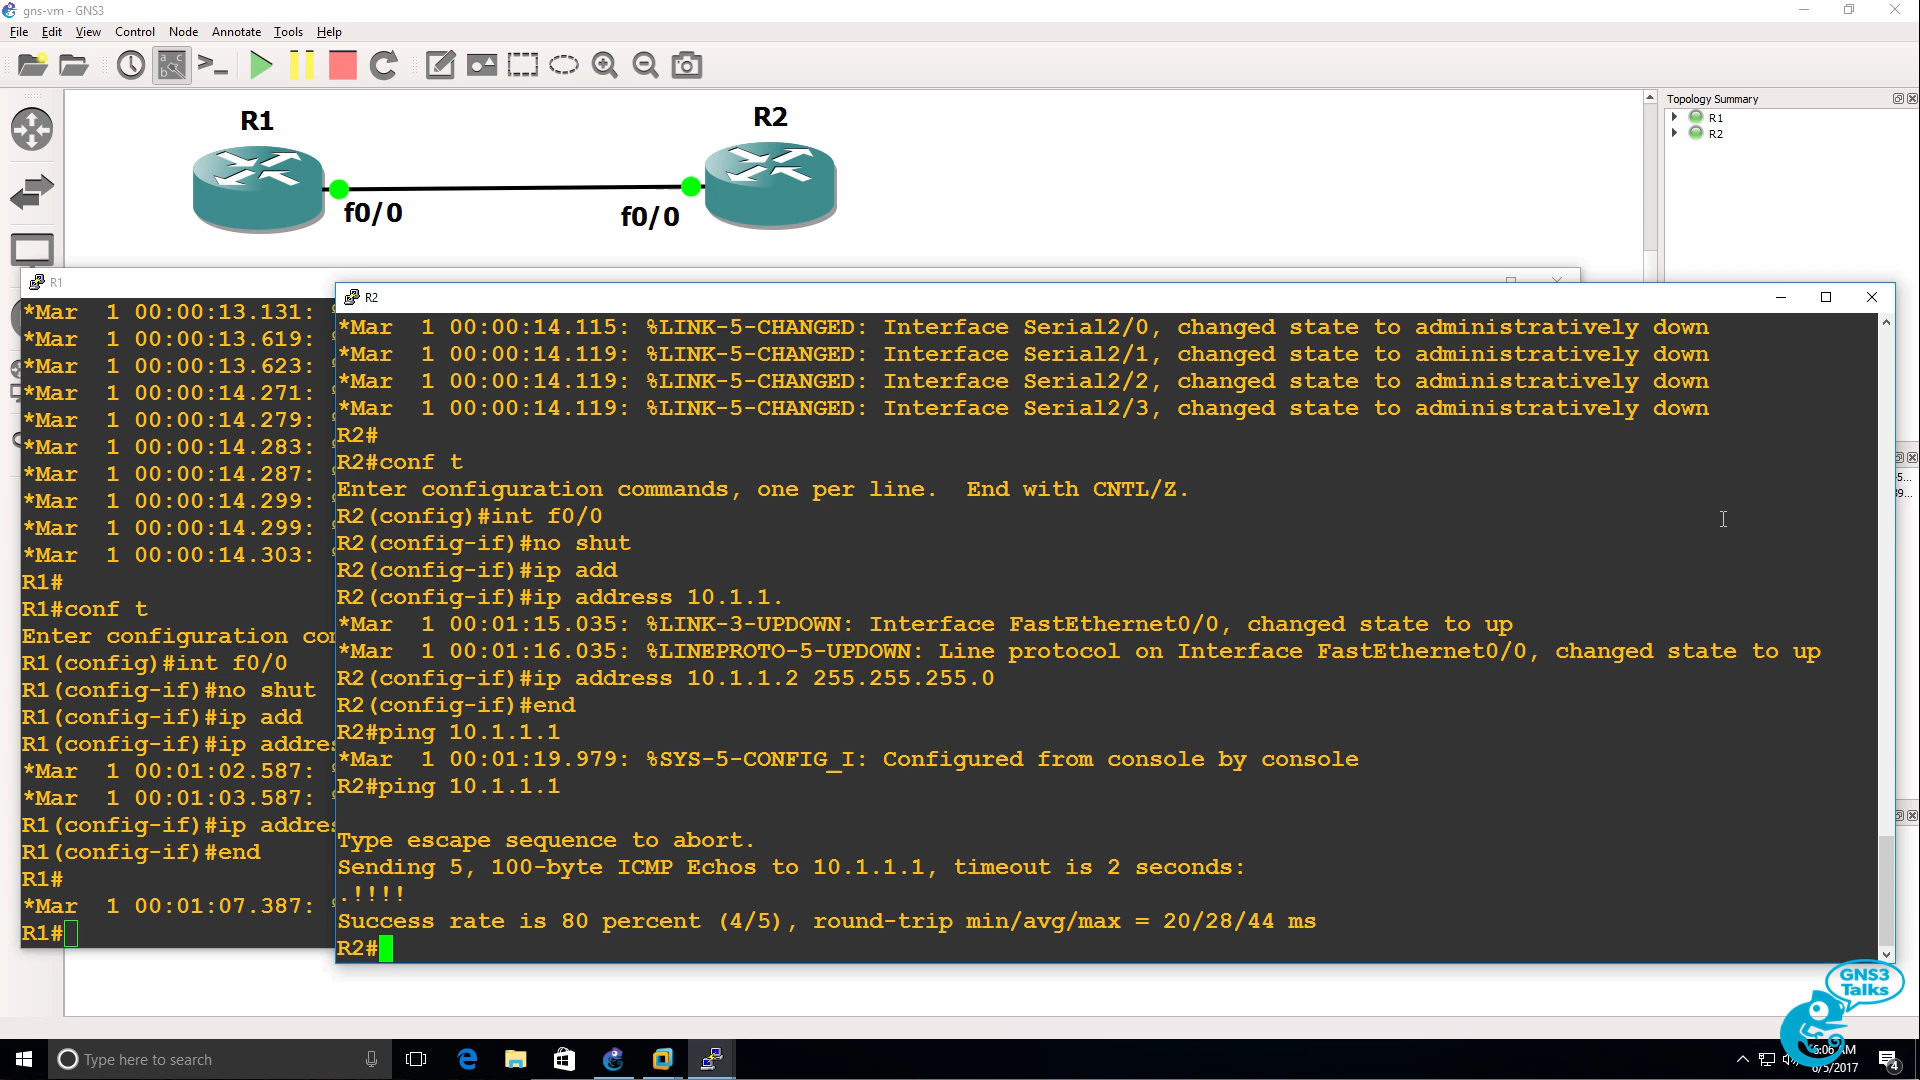 gns-vm - GNS3
File Edit View Control Node Annotate Tools Help
R1
R2
f0/0
f0/0
Topology Summary
R1
R2
R1
*Mar  1 00:00:13.131:
*Mar  1 00:00:13.619:
*Mar  1 00:00:13.623:
*Mar  1 00:00:14.271:
*Mar  1 00:00:14.279:
*Mar  1 00:00:14.283:
*Mar  1 00:00:14.287:
*Mar  1 00:00:14.299:
*Mar  1 00:00:14.299:
*Mar  1 00:00:14.303:
R1#
R1#conf t
Enter configuration con
R1(config)#int f0/0
R1(config-if)#no shut
R1(config-if)#ip add
R1(config-if)#ip addres
*Mar  1 00:01:02.587:
*Mar  1 00:01:03.587:
R1(config-if)#ip addres
R1(config-if)#end
R1#
*Mar  1 00:01:07.387:
R1#
R2
*Mar  1 00:00:14.115: %LINK-5-CHANGED: Interface Serial2/0, changed state to administratively down
*Mar  1 00:00:14.119: %LINK-5-CHANGED: Interface Serial2/1, changed state to administratively down
*Mar  1 00:00:14.119: %LINK-5-CHANGED: Interface Serial2/2, changed state to administratively down
*Mar  1 00:00:14.119: %LINK-5-CHANGED: Interface Serial2/3, changed state to administratively down
R2#
R2#conf t
Enter configuration commands, one per line.  End with CNTL/Z.
R2(config)#int f0/0
R2(config-if)#no shut
R2(config-if)#ip add
R2(config-if)#ip address 10.1.1.
*Mar  1 00:01:15.035: %LINK-3-UPDOWN: Interface FastEthernet0/0, changed state to up
*Mar  1 00:01:16.035: %LINEPROTO-5-UPDOWN: Line protocol on Interface FastEthernet0/0, changed state to up
R2(config-if)#ip address 10.1.1.2 255.255.255.0
R2(config-if)#end
R2#ping 10.1.1.1
*Mar  1 00:01:19.979: %SYS-5-CONFIG_I: Configured from console by console
R2#ping 10.1.1.1
Type escape sequence to abort.
Sending 5, 100-byte ICMP Echos to 10.1.1.1, timeout is 2 seconds:
.!!!!
Success rate is 80 percent (4/5), round-trip min/avg/max = 20/28/44 ms
R2#
GNS3
Talks
Type here to search
6:06 AM
6/5/2017
4